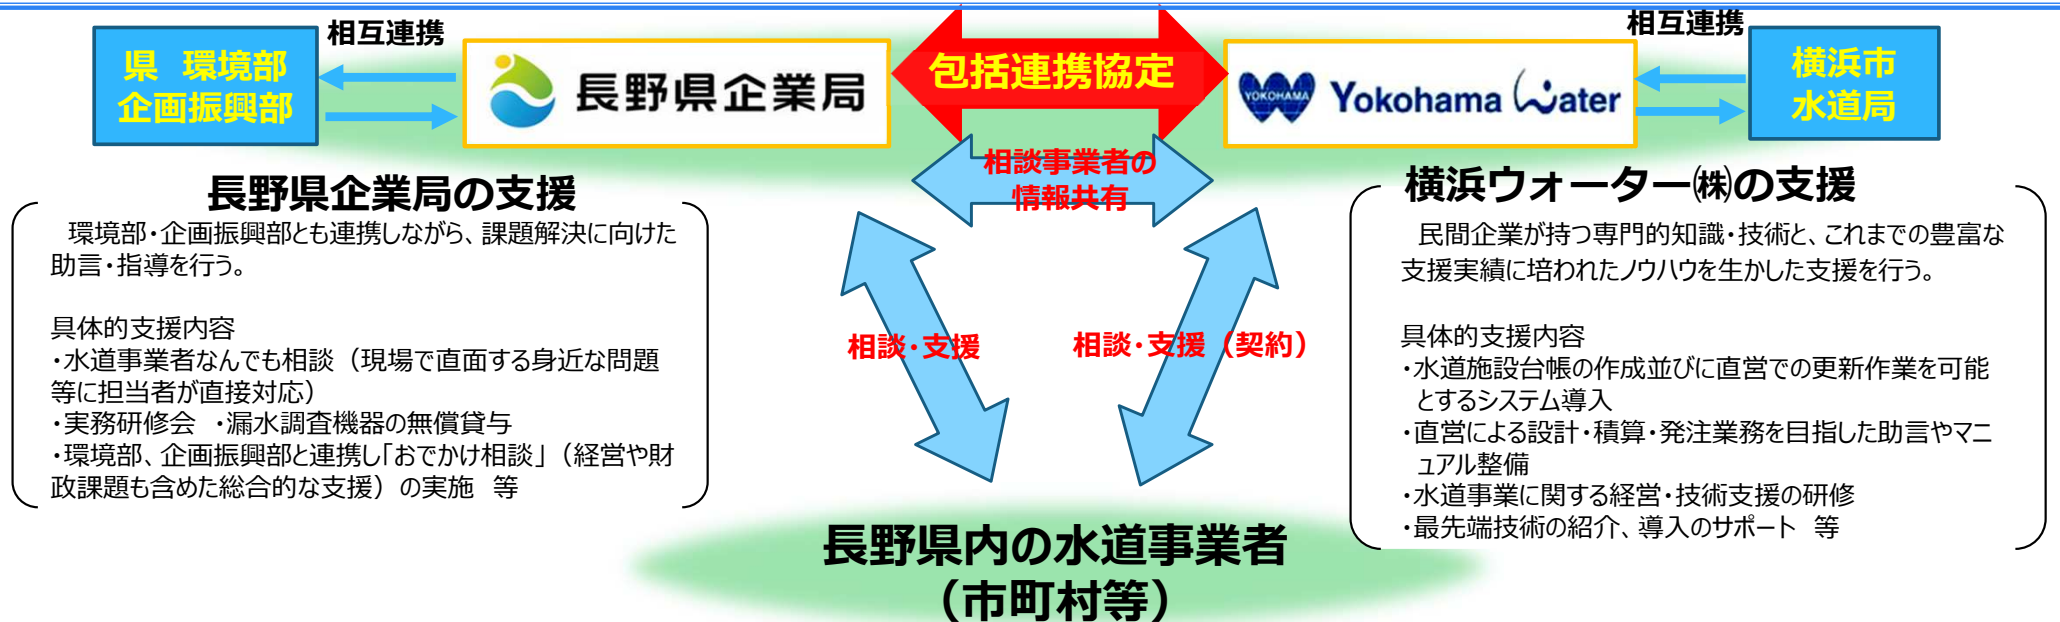 相互連携
県 環境部
企画振興部
長野県企業局
包括連携協定
YOKOHAMA
Yokohama Water
相互連携
横浜市
水道局
相談事業者の
情報共有
長野県企業局の支援
環境部・企画振興部とも連携しながら、課題解決に向けた
助言・指導を行う。
具体的支援内容
・水道事業者なんでも相談（現場で直面する身近な問題
等に担当者が直接対応）
・実務研修会 ・漏水調査機器の無償貸与
・環境部、企画振興部と連携し「おでかけ相談」（経営や財
政課題も含めた総合的な支援）の実施 等
相談・支援
相談・支援（契約）
横浜ウォーター㈱の支援
民間企業が持つ専門的知識・技術と、これまでの豊富な
支援実績に培われたノウハウを生かした支援を行う。
具体的支援内容
・水道施設台帳の作成並びに直営での更新作業を可能
とするシステム導入
・直営による設計・積算・発注業務を目指した助言やマニ
ュアル整備
・水道事業に関する経営・技術支援の研修
・最先端技術の紹介、導入のサポート 等
長野県内の水道事業者
（市町村等）